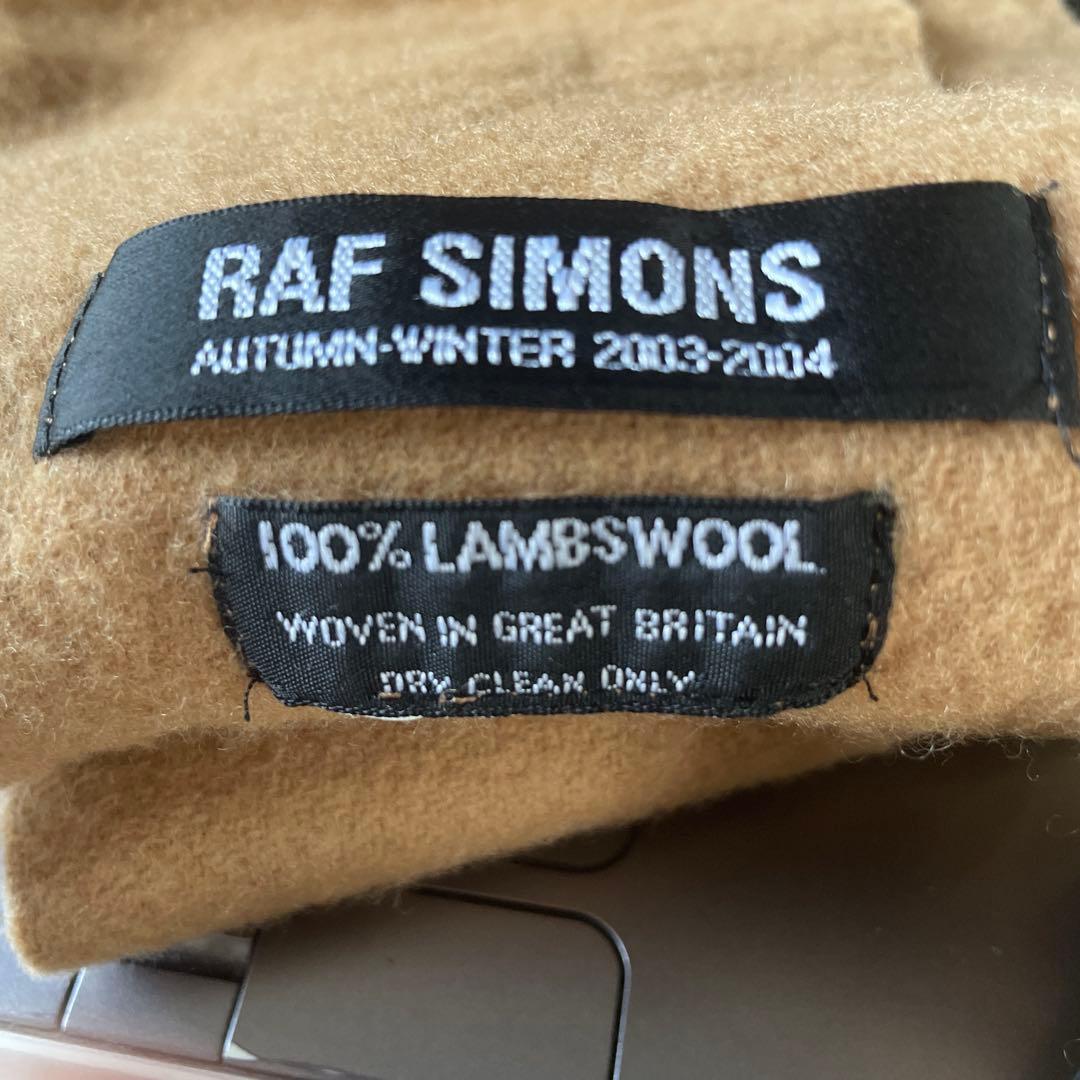 RAF SIMONS
AUTUMN-WINTER 2003-2004
100% LAMBSWOOL
WOVEN IN GREAT BRITAIN
DRY CLEAN ONLY